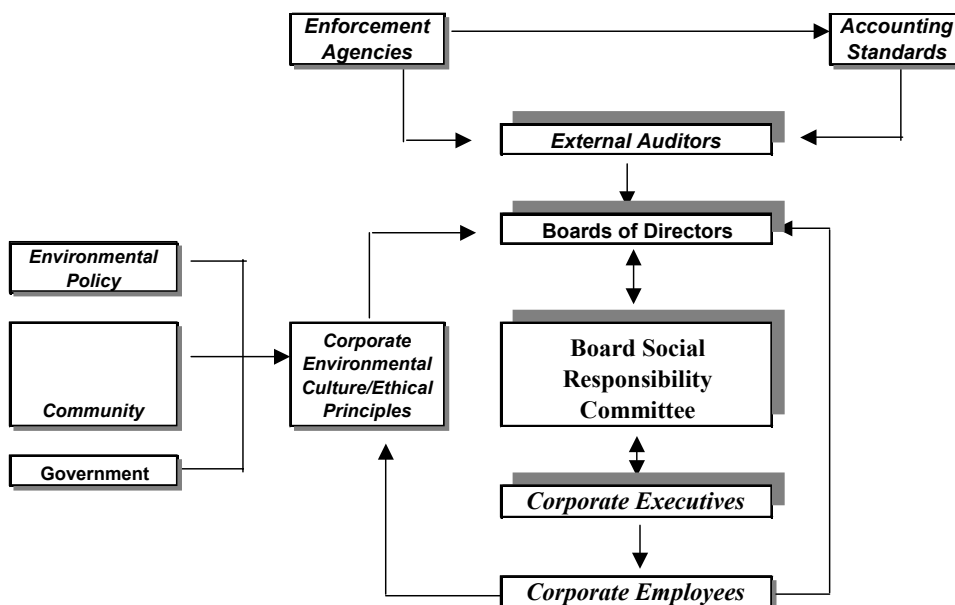 Enforcement
Agencies
Accounting
Standards
External Auditors
Boards of Directors
Environmental
Policy
Community
Government
Corporate
Environmental
Culture/Ethical
Principles
Board Social
Responsibility
Committee
Corporate Executives
Corporate Employees